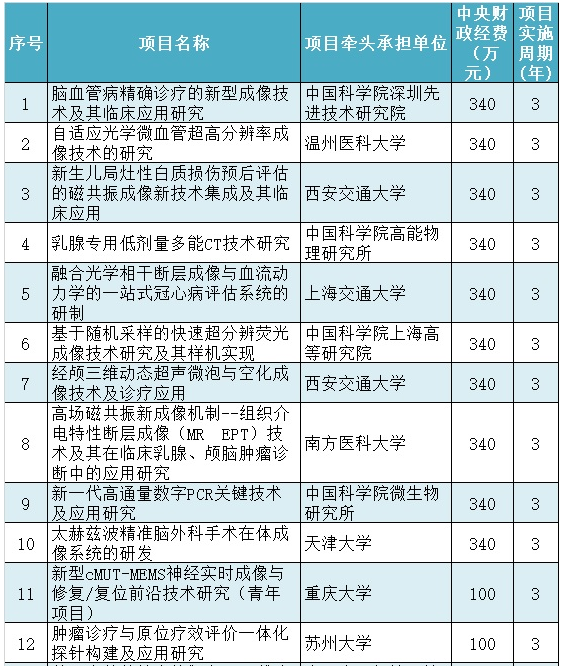 序号 项目名称 项目牵头承担单位 中央财政经费（万元） 项目实施周期(年)
1 脑血管病精确诊疗的新型成像技 中国科学院深圳先 340 3
术及其临床应用研究 进技术研究院
2 自适应光学微血管超高分辨率成 温州医科大学 340 3
像技术的研究
3 新生儿局灶性白质损伤预后评估 西安交通大学 340 3
的磁共振成像新技术集成及其临
床应用
4 乳腺专用低剂量多能CT技术研究 中国科学院高能物 340 3
理研究所
5 融合光学相干断层成像与血流动 上海交通大学 340 3
力学的一站式冠心病评估系统的
研制
6 基于随机采样的快速超分辨荧光 中国科学院上海高 340 3
成像技术研究及其样机实现 等研究院
7 经颅三维动态超声微泡与空化成 西安交通大学 340 3
像技术及诊疗应用
8 高场磁共振新成像机制--组织介 南方医科大学 340 3
电特性断层成像（MR EPT）技
术及其在临床乳腺、颅脑肿瘤诊
断中的应用研究
9 新一代高通量数字PCR关键技术 中国科学院微生物 340 3
及应用研究 研究所
10 太赫兹波精准脑外科手术在体成 天津大学 340 3
像系统的研发
11 新型cMUT-MEMS神经实时成像与 重庆大学 100 3
修复/复位前沿技术研究（青年
项目）
12 肿瘤诊疗与原位疗效评价一体化 苏州大学 100 3
探针构建及应用研究